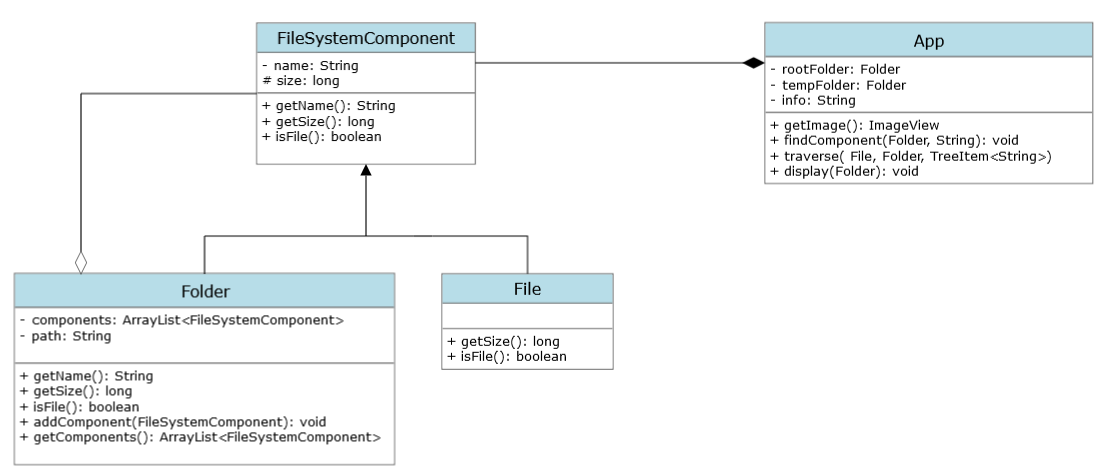 FileSystemComponent
- name: String
# size: long
+ getName(): String
+ getSize(): long
+ isFile(): boolean
App
- rootFolder: Folder
- tempFolder: Folder
- info: String
+ getImage(): ImageView
+ findComponent(Folder, String): void
+ traverse( File, Folder, TreeItem<String>)
+ display(Folder): void
Folder
- components: ArrayList<FileSystemComponent>
- path: String
+ getName(): String
+ getSize(): long
+ isFile(): boolean
+ addComponent(FileSystemComponent): void
+ getComponents(): ArrayList<FileSystemComponent>
File
+ getSize(): long
+ isFile(): boolean